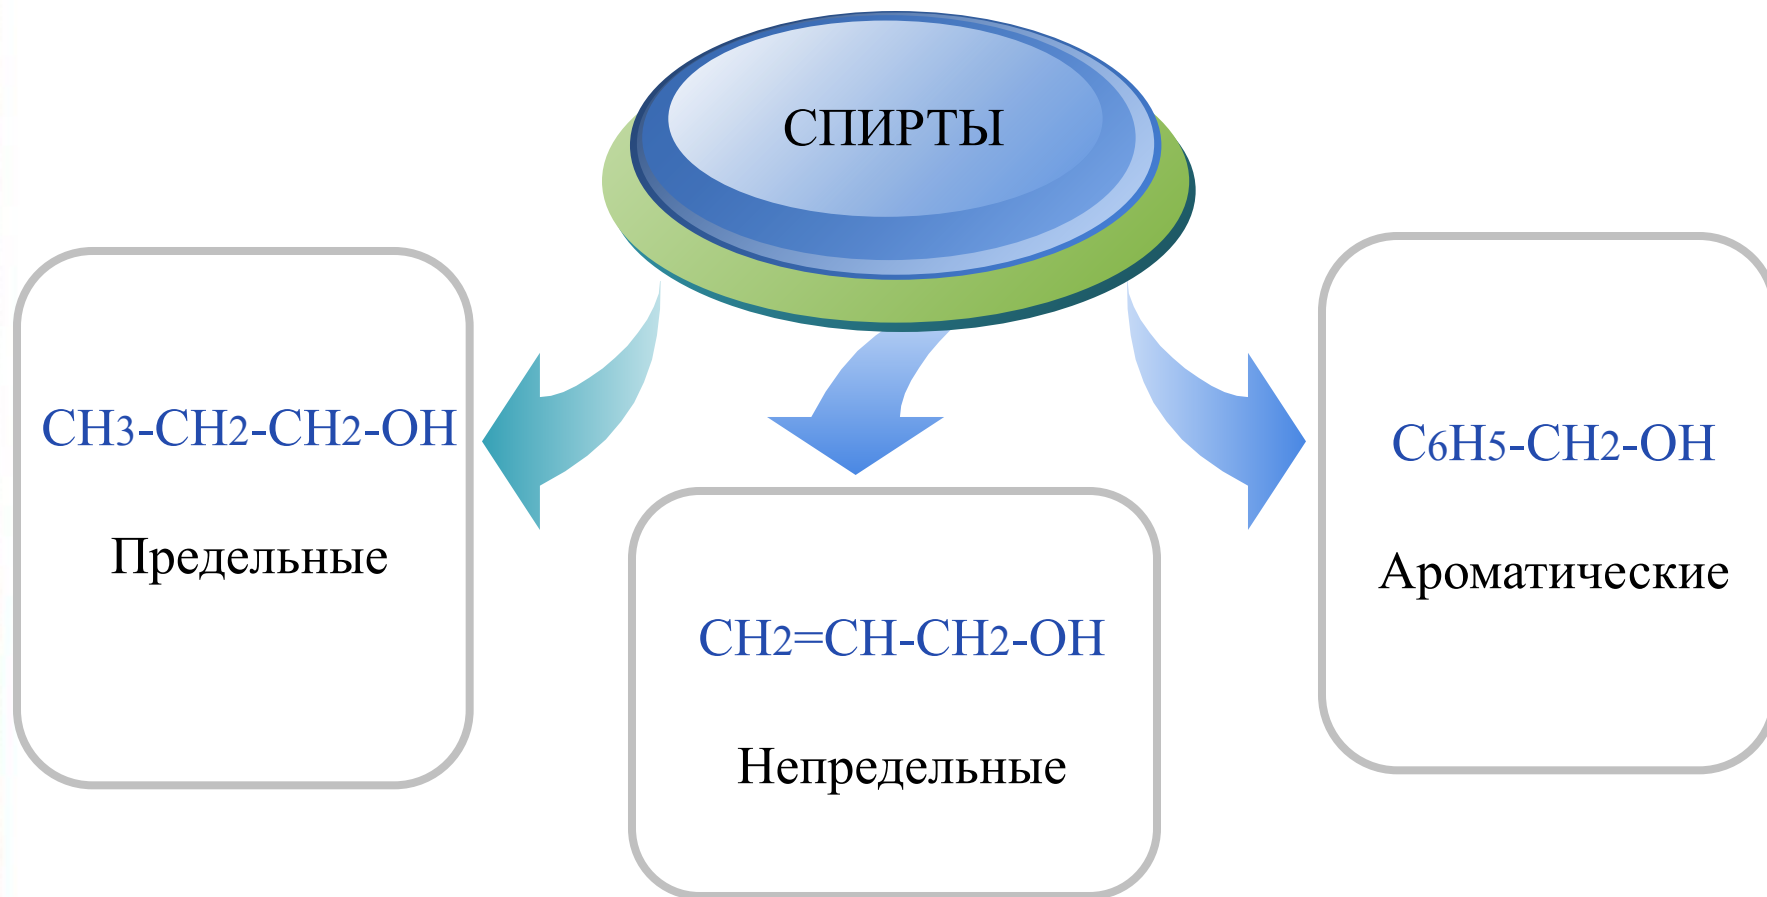 СПИРТЫ
CH3-CH2-CH2-OH
Предельные
CH2=CH-CH2-OH
Непредельные
C6H5-CH2-OH
Ароматические